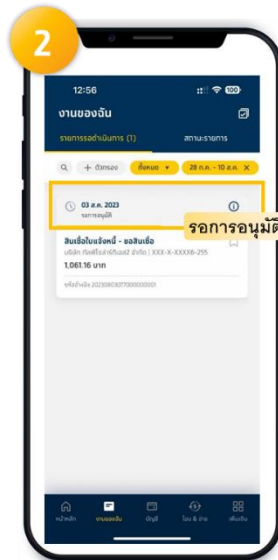 2
12:56
100
งานของฉัน
รายการรอดำเนินการ (1)
สถานะรายการ
+ ตัวกรอง
ทั้งหมด
28 ก.ค. - 10 ส.ค. X
03 ส.ค. 2023
รอการอนุมัติ
รอการอนุมัติ
สินเชื่อใบแจ้งหนี้ - ขอสินเชื่อ
XXX-X-XXXX6-255
1,061.16 บาท
หน้าหลัก
งานของฉัน
บัญชี
โอน & จ่าย
เพิ่มเติม